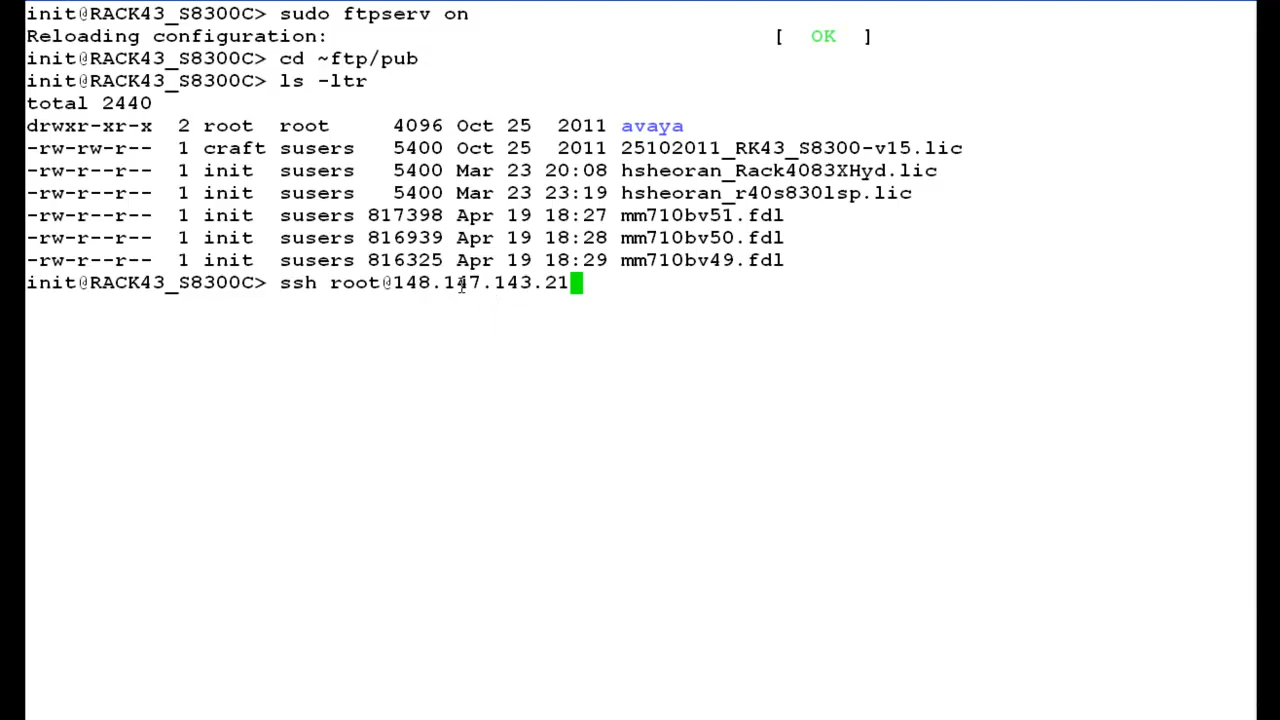 init@RACK43_S8300C> sudo ftpserv on
Reloading configuration: [ OK ]
init@RACK43_S8300C> cd ~ftp/pub
init@RACK43_S8300C> ls -ltr
total 2440
drwxr-xr-x 2 root root 4096 Oct 25 2011 avaya
-rw-rw-r-- 1 craft susers 5400 Oct 25 2011 25102011_RK43_S8300-v15.lic
-rw-r--r-- 1 init susers 5400 Mar 23 20:08 hsheoran_Rack4083XHyd.lic
-rw-r--r-- 1 init susers 5400 Mar 23 23:19 hsheoran_r40s830lsp.lic
-rw-r--r-- 1 init susers 817398 Apr 19 18:27 mm710bv51.fdl
-rw-r--r-- 1 init susers 816939 Apr 19 18:28 mm710bv50.fdl
-rw-r--r-- 1 init susers 816325 Apr 19 18:29 mm710bv49.fdl
init@RACK43_S8300C> ssh root@148.147.143.21